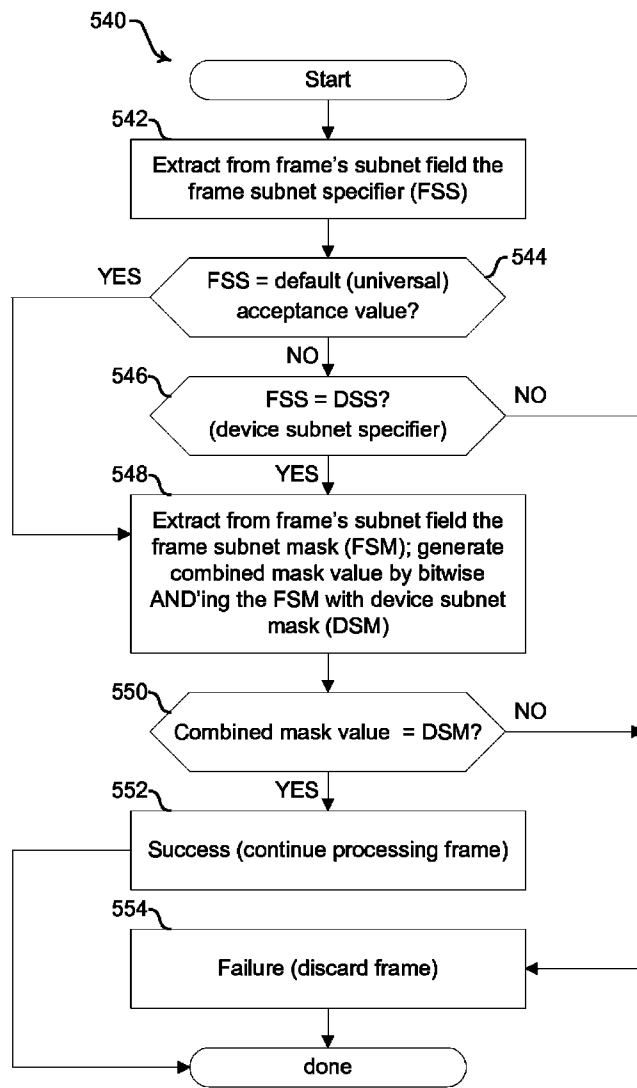 540
Start
542
Extract from frame's subnet field the
frame subnet specifier (FSS)
YES
544
FSS = default (universal)
acceptance value?
NO
546
FSS = DSS?
(device subnet specifier)
NO
YES
548
Extract from frame's subnet field the
frame subnet mask (FSM); generate
combined mask value by bitwise
AND'ing the FSM with device subnet
mask (DSM)
550
Combined mask value = DSM?
NO
YES
552
Success (continue processing frame)
554
Failure (discard frame)
done